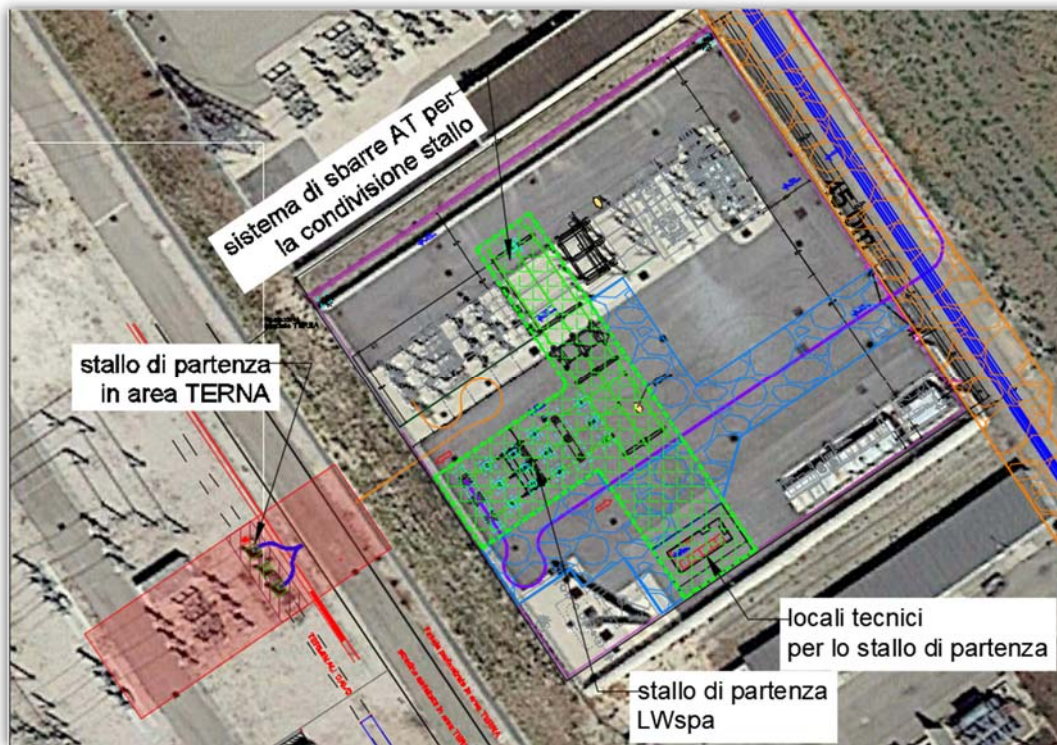 sistema di sbarre AT per
la condivisione stallo
stallo di partenza
in area TERNA
locali tecnici
per lo stallo di partenza
stallo di partenza
LWspa